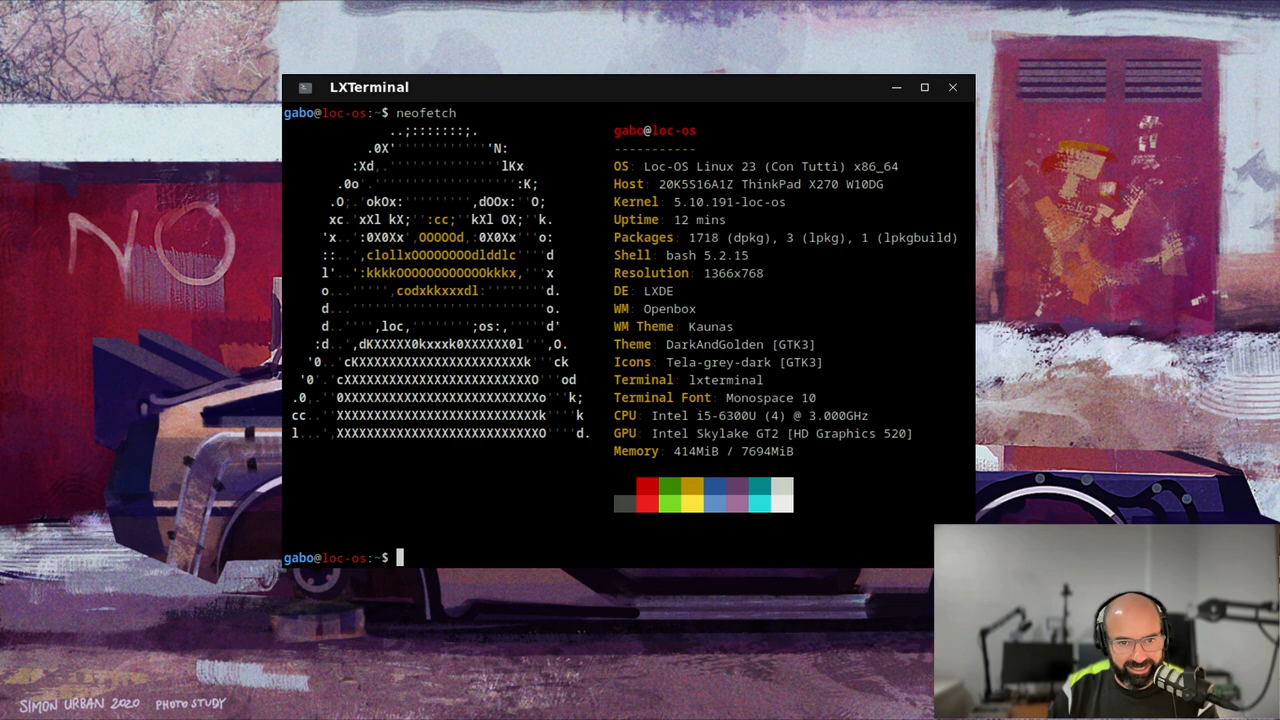 LXTerminal
gabo@loc-os:~$ neofetch
gabo@loc-os
-----------
OS: Loc-OS Linux 23 (Con Tutti) x86_64
Host: 20K5S16A1Z ThinkPad X270 W10DG
Kernel: 5.10.191-loc-os
Uptime: 12 mins
Packages: 1718 (dpkg), 3 (lpkg), 1 (lpkgbuild)
Shell: bash 5.2.15
Resolution: 1366x768
DE: LXDE
WM: Openbox
WM Theme: Kaunas
Theme: DarkAndGolden [GTK3]
Icons: Tela-grey-dark [GTK3]
Terminal: lxterminal
Terminal Font: Monospace 10
CPU: Intel i5-6300U (4) @ 3.000GHz
GPU: Intel Skylake GT2 [HD Graphics 520]
Memory: 414MiB / 7694MiB
gabo@loc-os:~$
NO
SIMON URBAN 2020 PHOTO STUDY